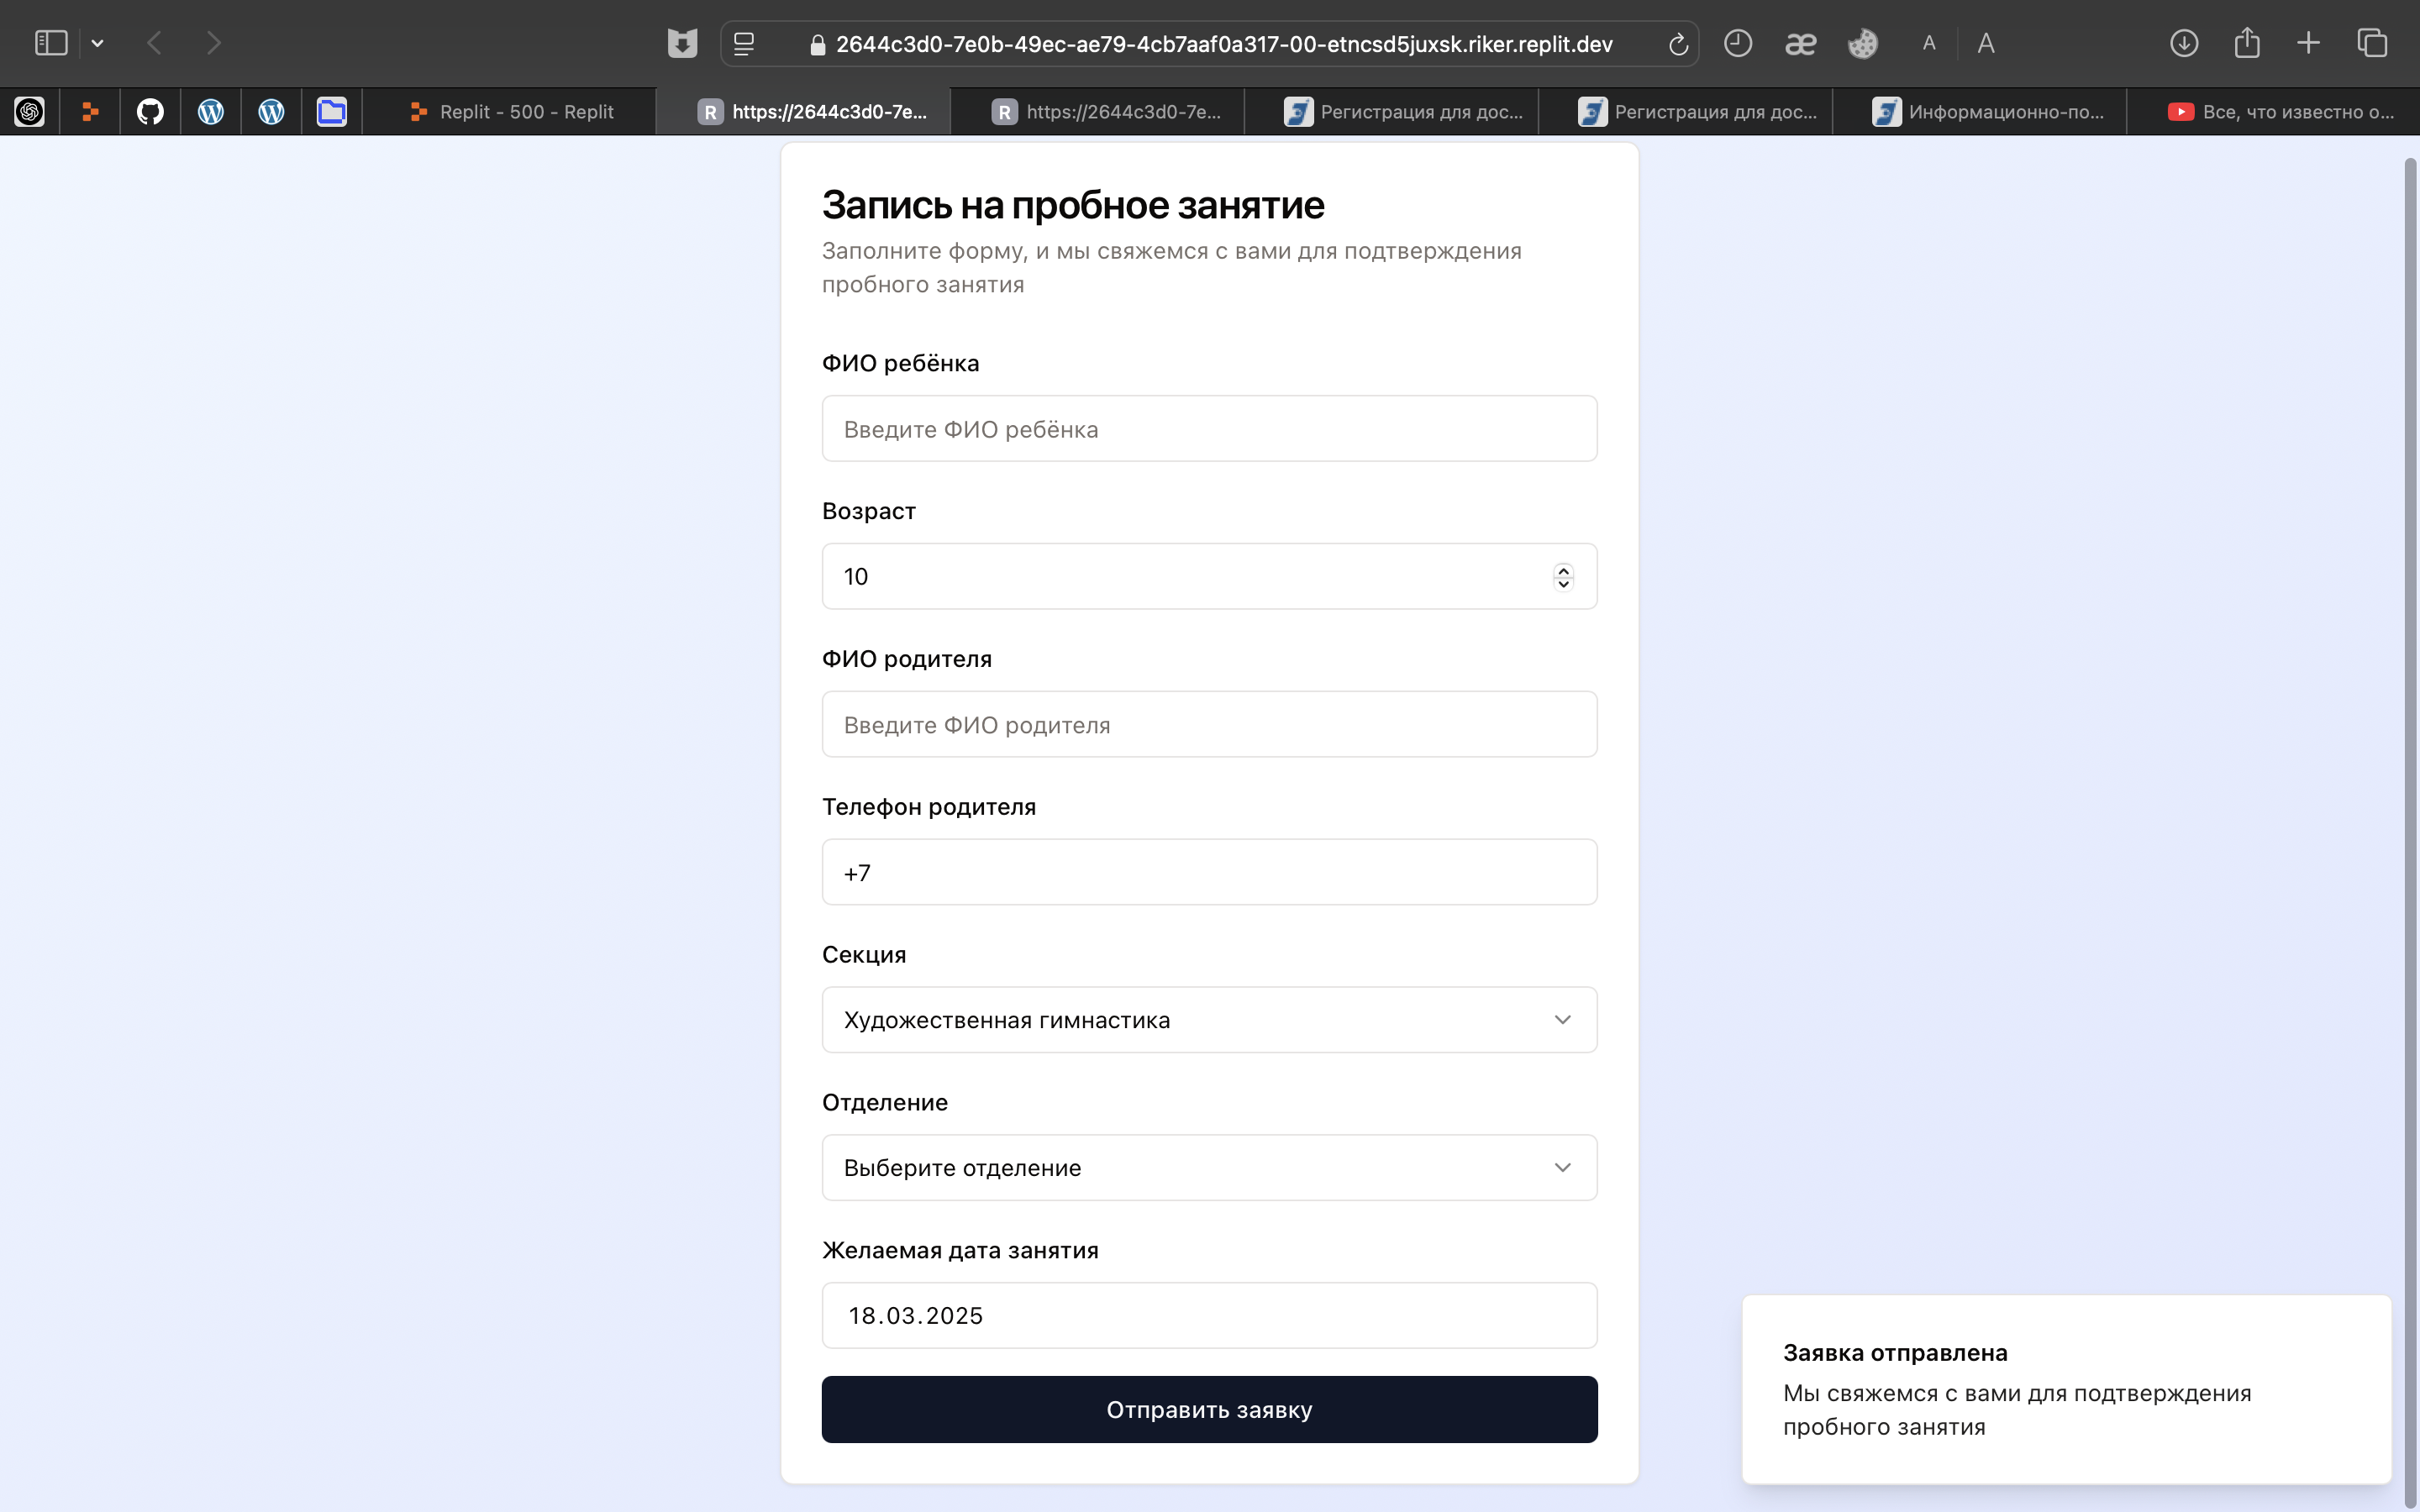 2644c3d0-7e0b-49ec-ae79-4cb7aaf0a317-00-etncsd5juxsk.riker.replit.dev
æ
A
A
Replit - 500 - Replit
R
https://2644c3d0-7e...
R
https://2644c3d0-7e...
Регистрация для дос...
Регистрация для дос...
Информационно-по...
Все, что известно о...
Запись на пробное занятие
Заполните форму, и мы свяжемся с вами для подтверждения
пробного занятия
ФИО ребёнка
Введите ФИО ребёнка
Возраст
10
ФИО родителя
Введите ФИО родителя
Телефон родителя
+7
Секция
Художественная гимнастика
Отделение
Выберите отделение
Желаемая дата занятия
18.03.2025
Отправить заявку
Заявка отправлена
Мы свяжемся с вами для подтверждения
пробного занятия